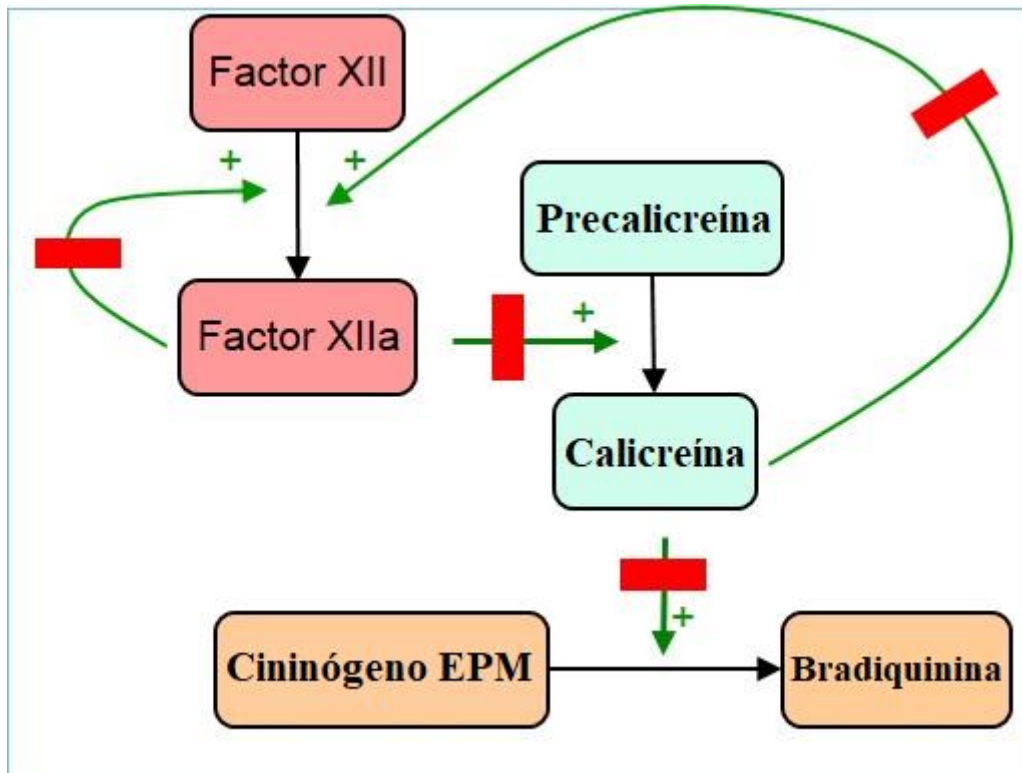 Factor XII
+
+
Precalicreína
Factor XIIa
+
Calicreína
+
Cininógeno EPM
Bradiquinina